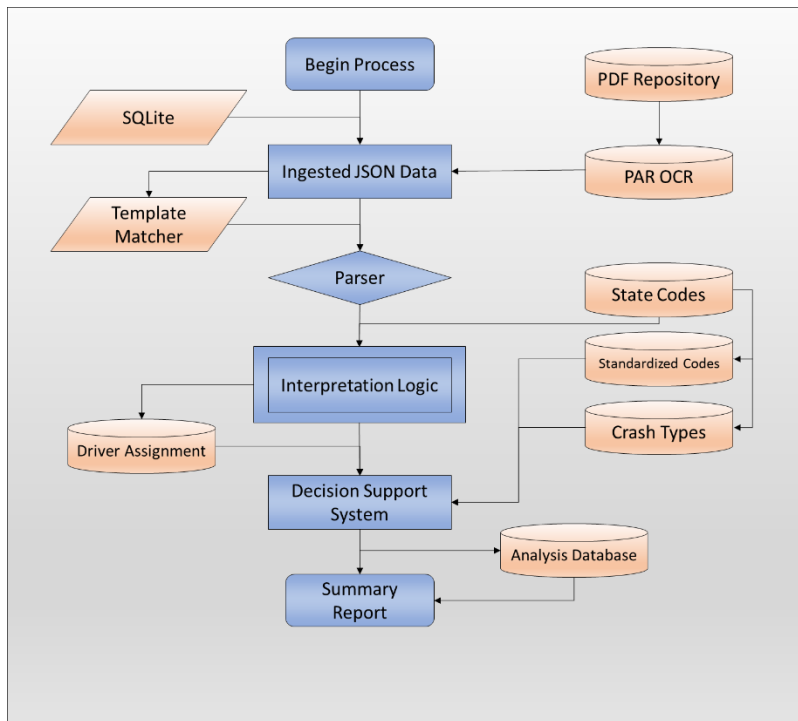 Begin Process
PDF Repository
SQLite
Ingested JSON Data
PAR OCR
Template
Matcher
Parser
State Codes
Standardized Codes
Interpretation Logic
Crash Types
Driver Assignment
Decision Support
System
Analysis Database
Summary
Report